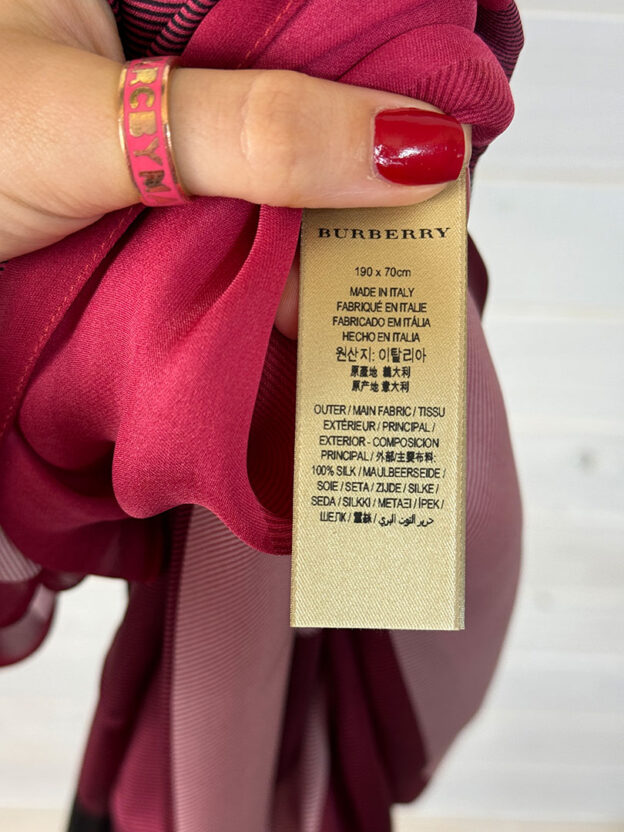 RCBYM
BURBERRY
190 x 70cm
MADE IN ITALY
FABRIQUÉ EN ITALIE
FABRICADO EM ITÁLIA
HECHO EN ITALIA
원산지: 이탈리아
原產地 義大利
原产地 意大利
OUTER / MAIN FABRIC / TISSU
EXTÉRIEUR / PRINCIPAL /
EXTERIOR - COMPOSICION
PRINCIPAL / 外部/主要布料:
100% SILK / MAULBEERSEIDE /
SOIE / SETA / ZIJDE / SILKE /
SEDA / SILKKI / ΜΕΤΑΞΙ / İPEK /
ШЕЛК / 蠶絲 / حرير التوت البري